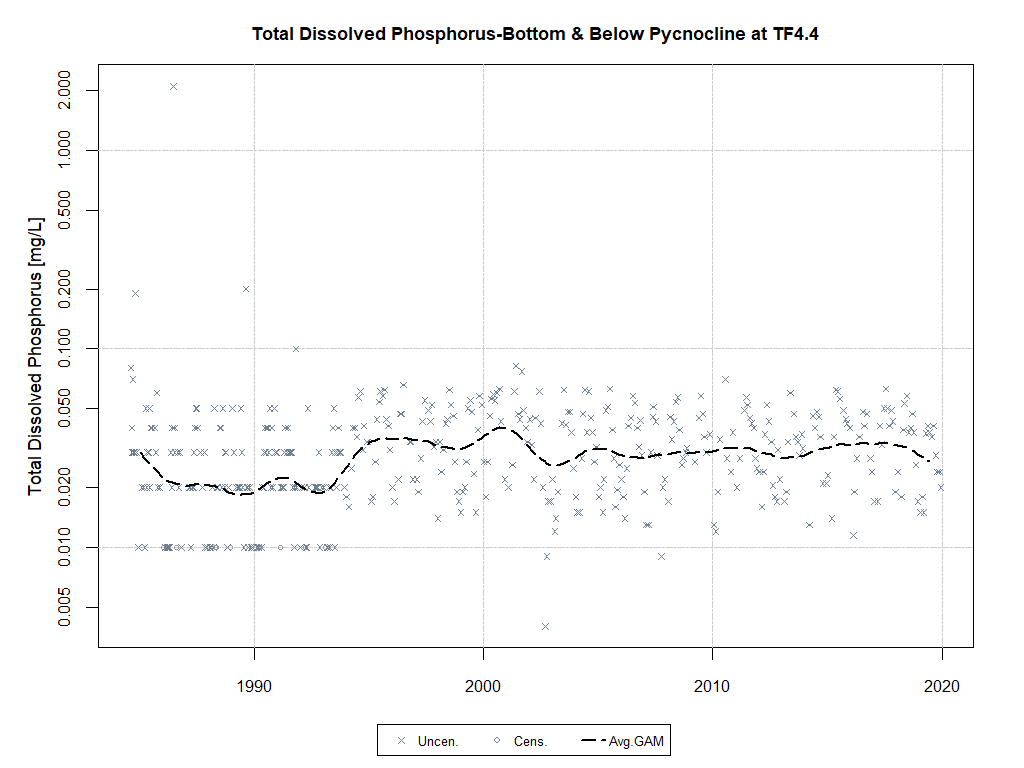 Total Dissolved Phosphorus-Bottom & Below Pycnocline at TF4.4
Total Dissolved Phosphorus [mg/L]
2.000
1.000
0.500
0.200
0.100
0.050
0.020
0.010
0.005
1990 2000 2010 2020
Uncen. Cens. Avg.GAM